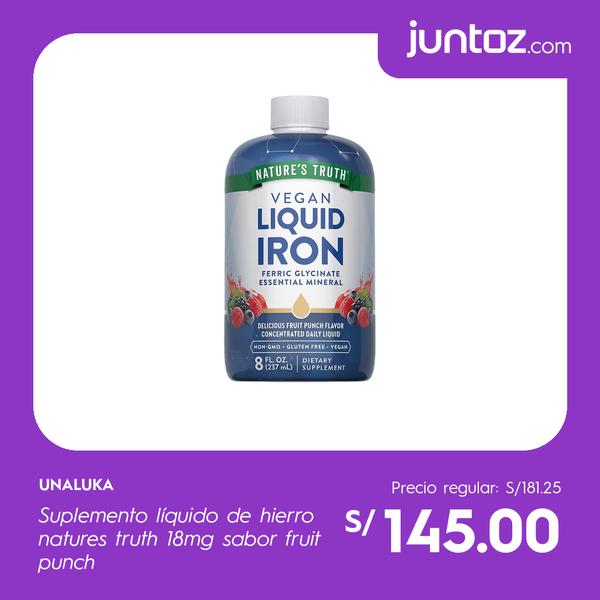 juntoz.com
NATURE'S TRUTH
VEGAN
LIQUID
IRON
FERRIC GLYCINATE
ESSENTIAL MINERAL
DELICIOUS FRUIT PUNCH FLAVOR
CONCENTRATED DAILY LIQUID
NON-GMO • GLUTEN FREE • VEGAN
8 FL. OZ. (237 mL) DIETARY SUPPLEMENT
UNALUKA
Suplemento líquido de hierro
natures truth 18mg sabor fruit
punch
Precio regular: S/181.25
S/145.00